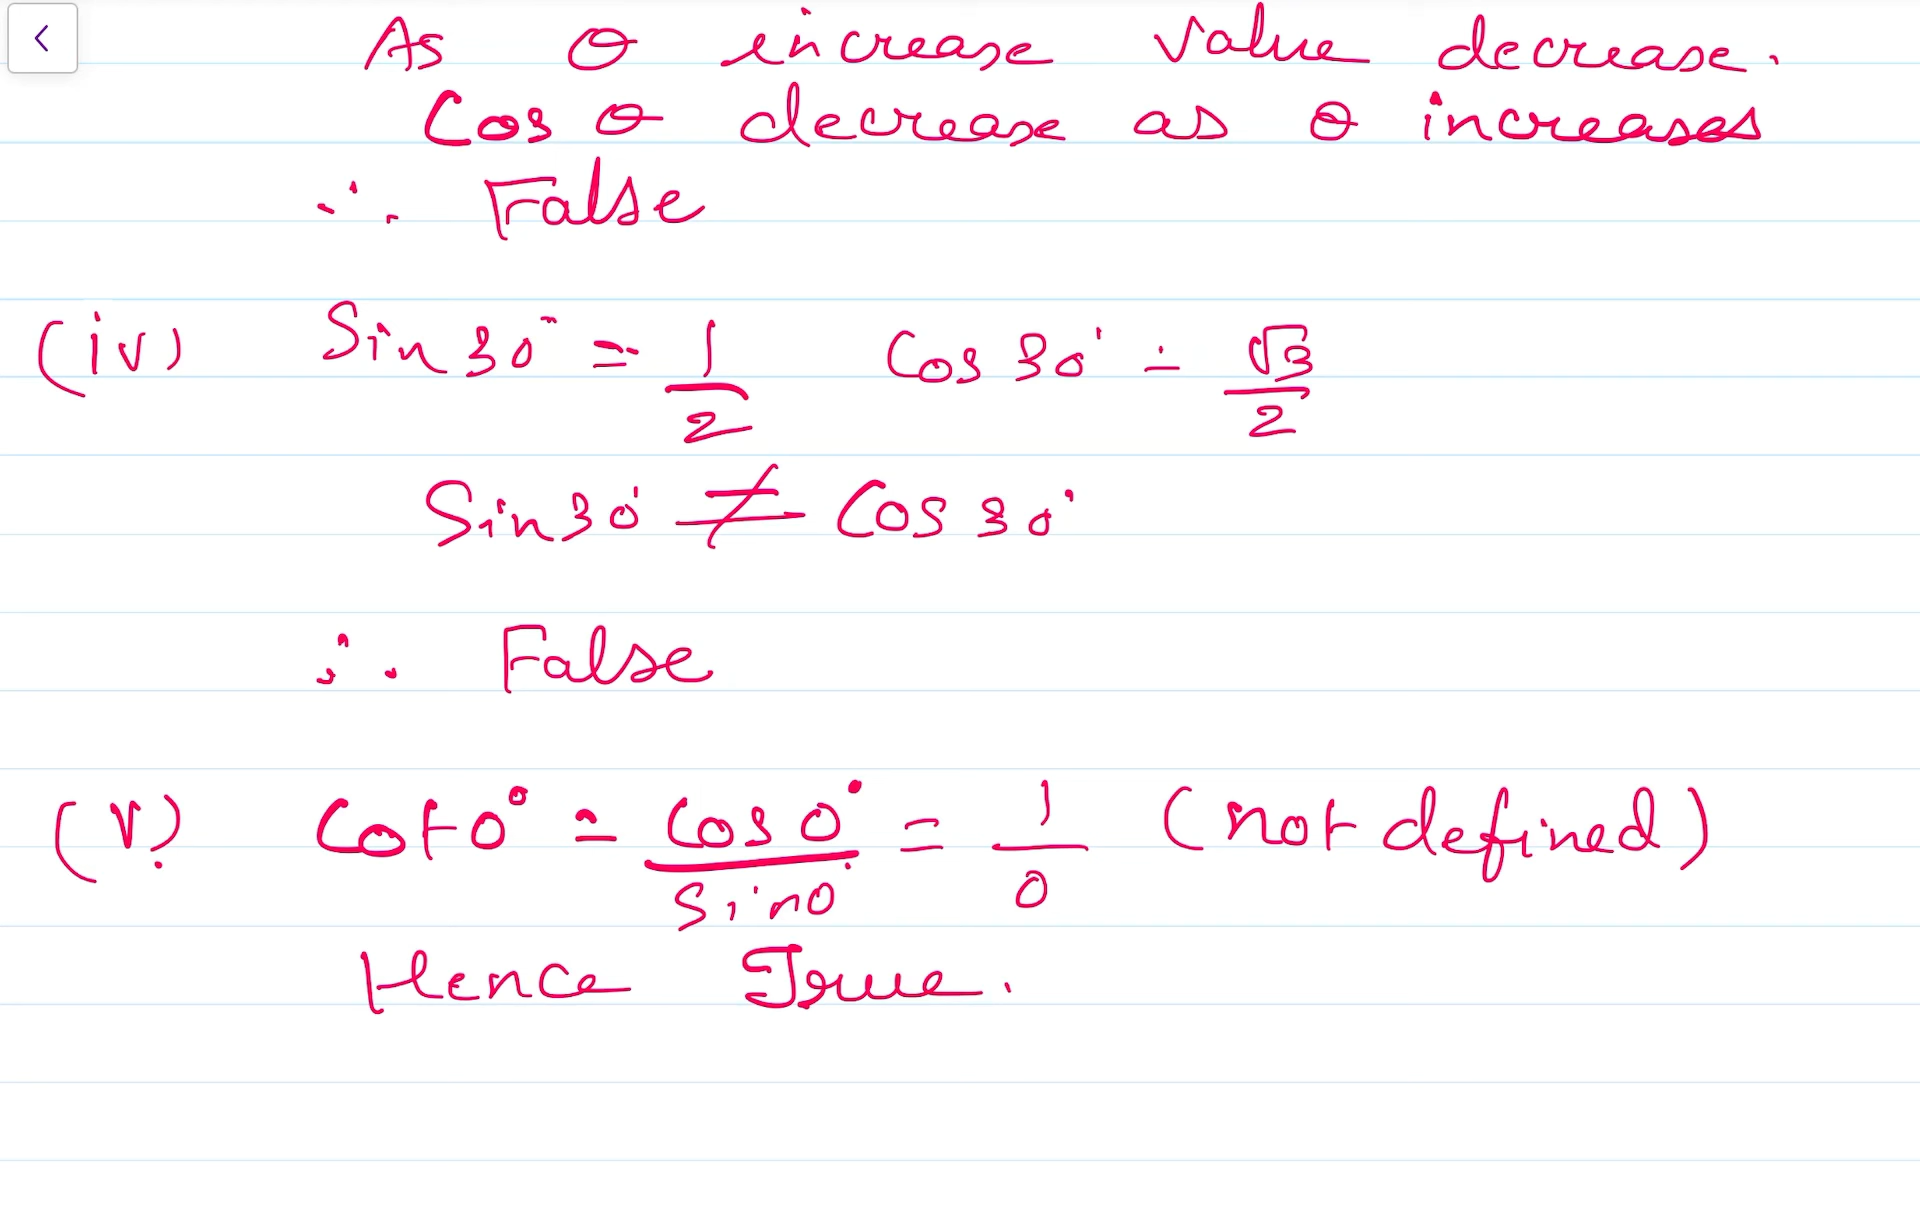 As θ increase value decrease.
Cos θ decrease as θ increases
∴ False
(iv) Sin 30° = 1/2 Cos 30° = √3/2
Sin 30° ≠ Cos 30°
∴ False
(v) Cot 0° = Cos 0°/Sin 0° = 1/0 (not defined)
Hence True.